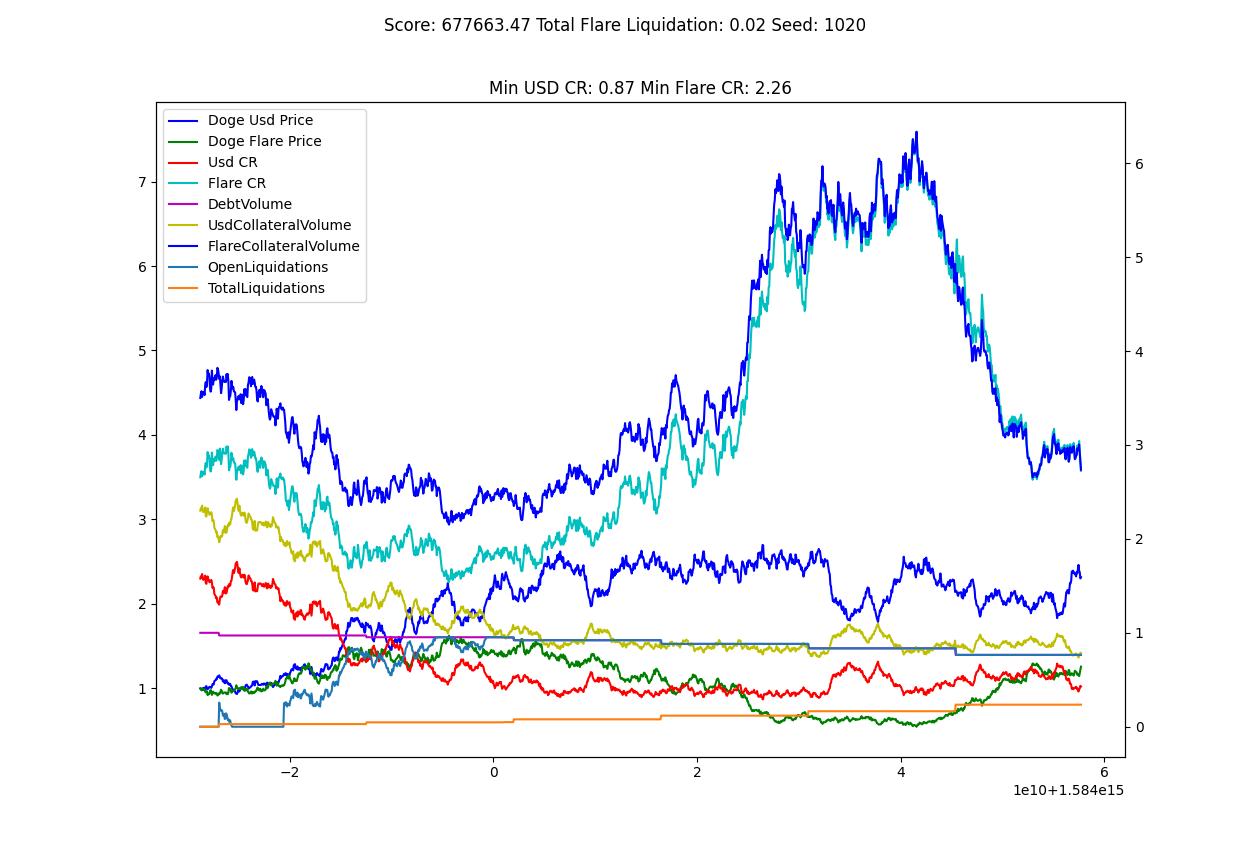 Score: 677663.47 Total Flare Liquidation: 0.02 Seed: 1020
Min USD CR: 0.87 Min Flare CR: 2.26
Doge Usd Price
Doge Flare Price
Usd CR
Flare CR
DebtVolume
UsdCollateralVolume
FlareCollateralVolume
OpenLiquidations
TotalLiquidations
7
6
5
4
3
2
1
6
5
4
3
2
1
0
−2
0
2
4
6
1e10+1.584e15